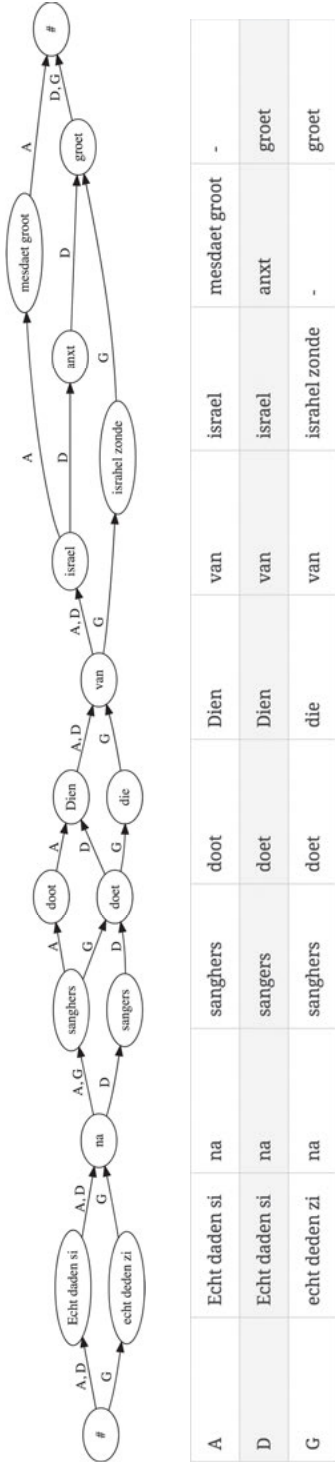 #
A, D
G
Echt daden si
echt deden zi
A, D
G
na
A, G
D
sanghers
sangers
A
G
D
doot
doet
A
D
G
Dien
die
A, D
G
van
A, D
G
israel
israhel zonde
A
D
G
anxt
mesdaet groot
D
groet
A
D, G
#
A Echt daden si na sanghers doot Dien van israel mesdaet groot -
D Echt daden si na sangers doet Dien van israel anxt groet
G echt deden zi na sanghers doet die van israhel zonde - groet